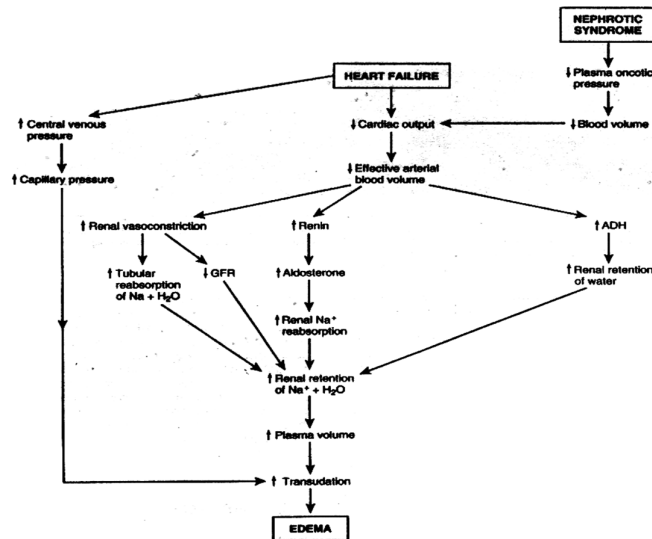 NEPHROTIC
SYNDROME
HEART FAILURE
↓ Plasma oncotic
pressure
↑ Central venous
pressure
↓ Cardiac output
↓ Blood volume
↑ Capillary pressure
↓ Effective arterial
blood volume
↑ Renal vasoconstriction
↑ Renin
↑ ADH
↑ Tubular
reabsorption
of Na + H₂O
↓ GFR
↑ Aldosterone
↑ Renal retention
of water
↑ Renal Na⁺
reabsorption
↑ Renal retention
of Na⁺ + H₂O
↑ Plasma volume
↑ Transudation
EDEMA